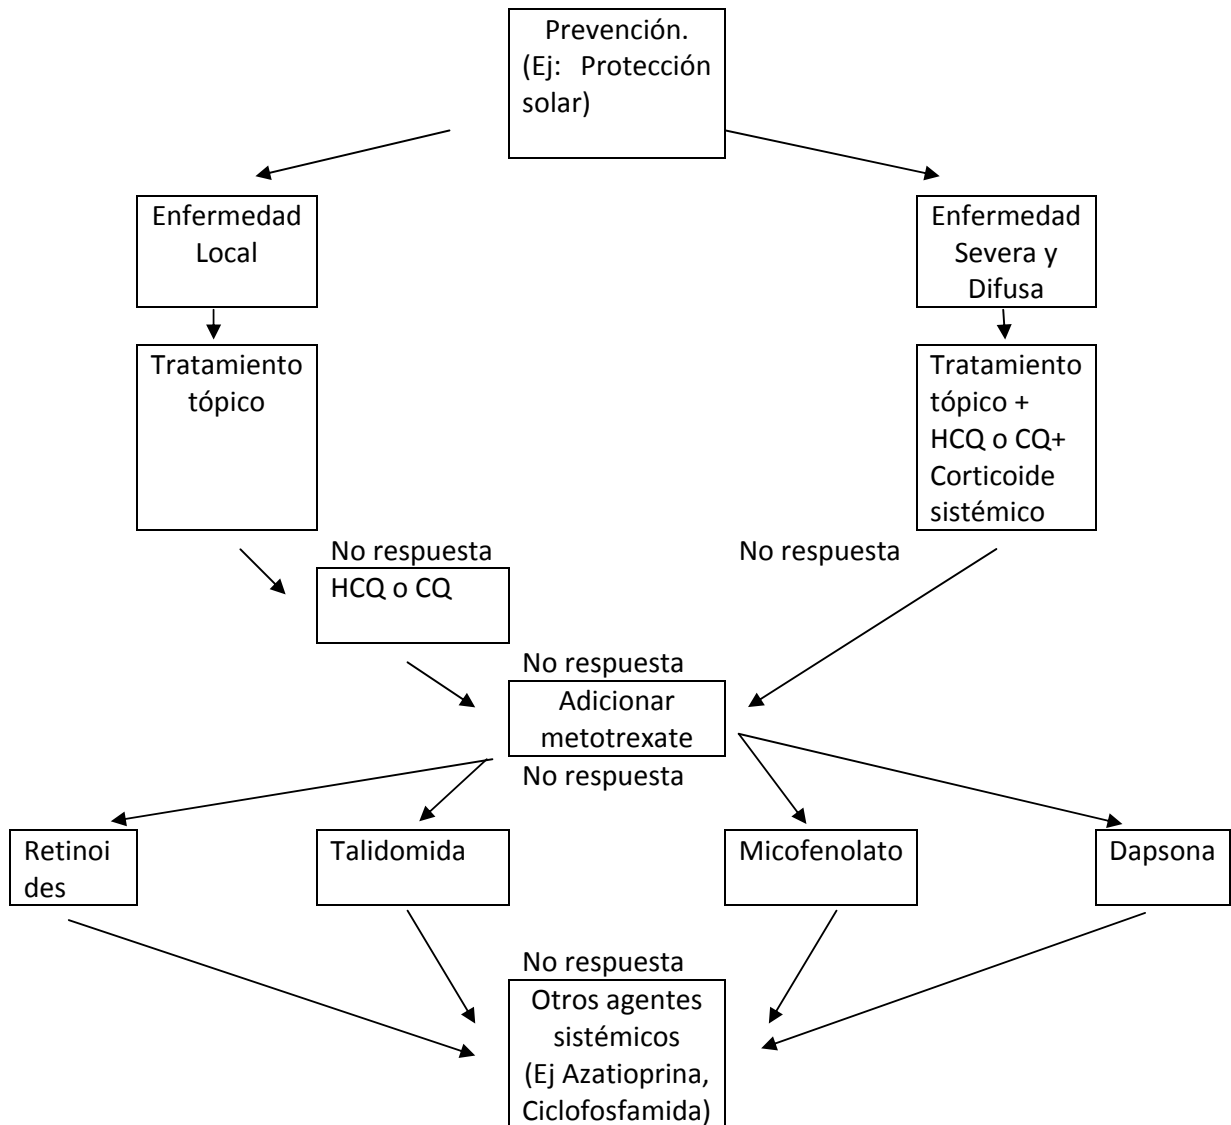 Prevención.
(Ej: Protección
solar)
Enfermedad
Local
Enfermedad
Severa y
Difusa
Tratamiento
tópico
Tratamiento
tópico +
HCQ o CQ+
Corticoide
sistémico
No respuesta
No respuesta
HCQ o CQ
No respuesta
Adicionar
metotrexate
No respuesta
Retinoi
des
Talidomida
Micofenolato
Dapsona
No respuesta
Otros agentes
sistémicos
(Ej Azatioprina,
Ciclofosfamida)